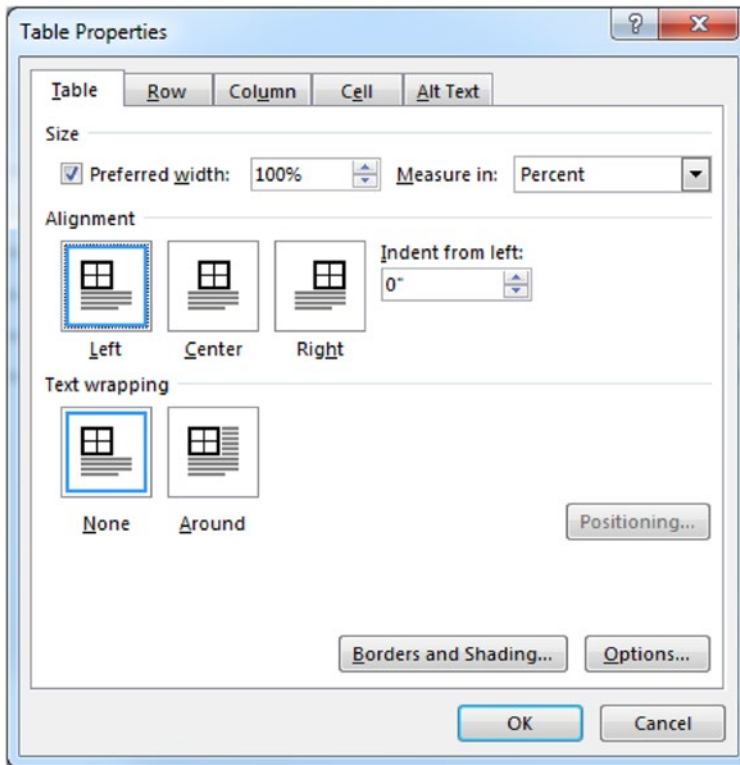 Table Properties
?
Table Row Column Cell Alt Text
Size
Preferred width: 100% Measure in: Percent
Alignment
Indent from left:
0"
Left Center Right
Text wrapping
None Around
Positioning...
Borders and Shading... Options...
OK Cancel